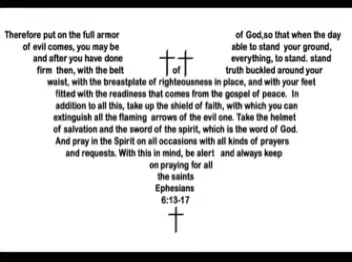 Therefore put on the full armor of God,so that when the day
of evil comes, you may be able to stand your ground,
and after you have done everything, to stand. stand
firm then, with the belt of truth buckled around your
waist, with the breastplate of righteousness in place, and with your feet
fitted with the readiness that comes from the gospel of peace. In
addition to all this, take up the shield of faith, with which you can
extinguish all the flaming arrows of the evil one. Take the helmet
of salvation and the sword of the spirit, which is the word of God.
And pray in the Spirit on all occasions with all kinds of prayers
and requests. With this in mind, be alert and always keep
on praying for all
the saints
Ephesians
6:13-17